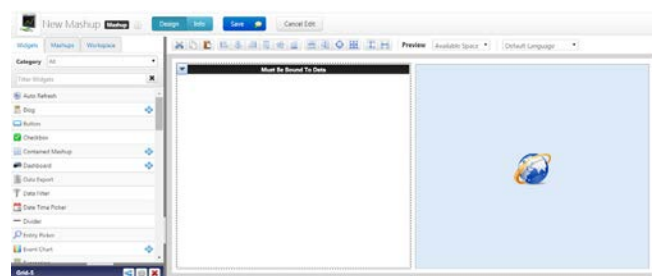 New Mashup Mashup Design Info Save Cancel Edit
Widgets Mashups Workspace
Preview Available Space Default Language
Category All
Must Be Bound To Data
Filter Widgets
Auto Refresh
Blog
Button
Checkbox
Contained Mashup
Dashboard
Data Export
Data Filter
Date Time Picker
Divider
Entity Picker
Event Chart
Expression
Grid-5